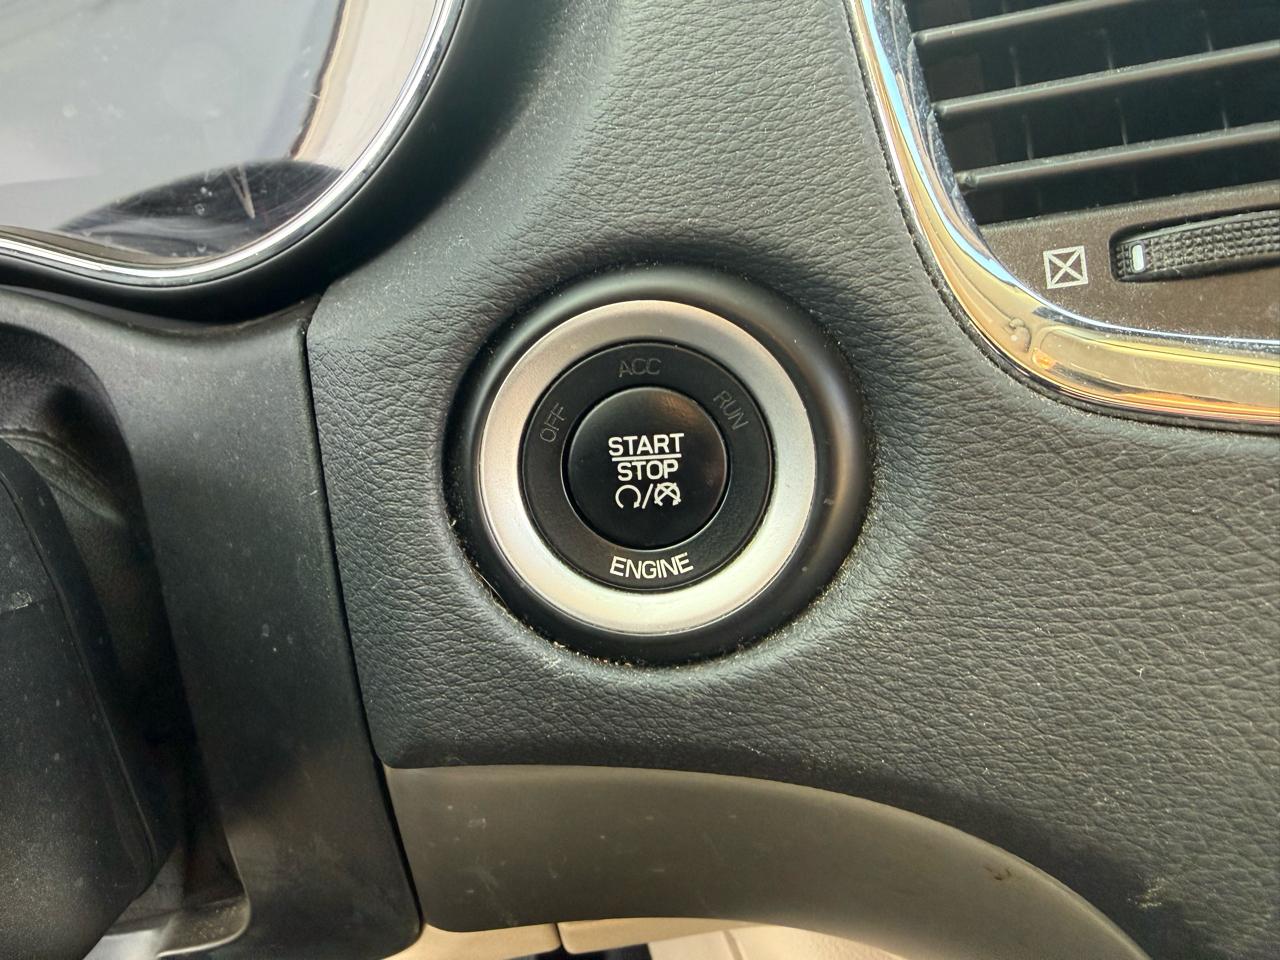 ACC
OFF
RUN
START
STOP
ENGINE